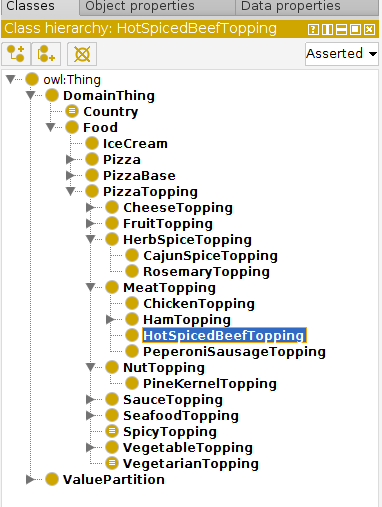 Classes Object properties Data properties
Class hierarchy: HotSpicedBeefTopping
Asserted
owl:Thing
DomainThing
Country
Food
IceCream
Pizza
PizzaBase
PizzaTopping
CheeseTopping
FruitTopping
HerbSpiceTopping
CajunSpiceTopping
RosemaryTopping
MeatTopping
ChickenTopping
HamTopping
HotSpicedBeefTopping
PeperoniSausageTopping
NutTopping
PineKernelTopping
SauceTopping
SeafoodTopping
SpicyTopping
VegetableTopping
VegetarianTopping
ValuePartition